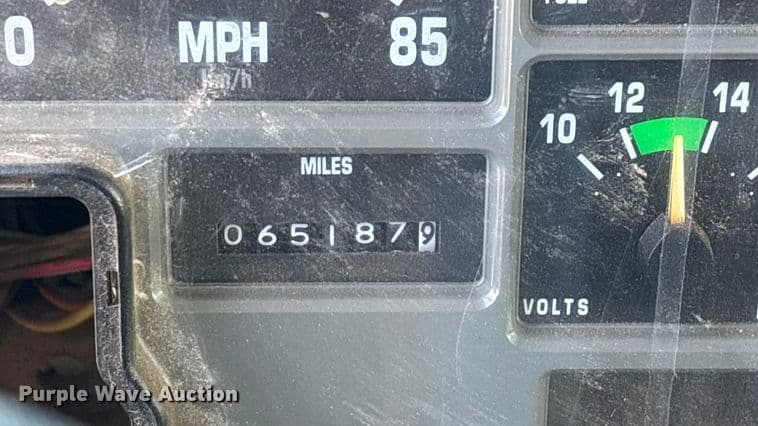 0 MPH 85
km/h
MILES
0651879
10 12 14
VOLTS
Purple Wave Auction